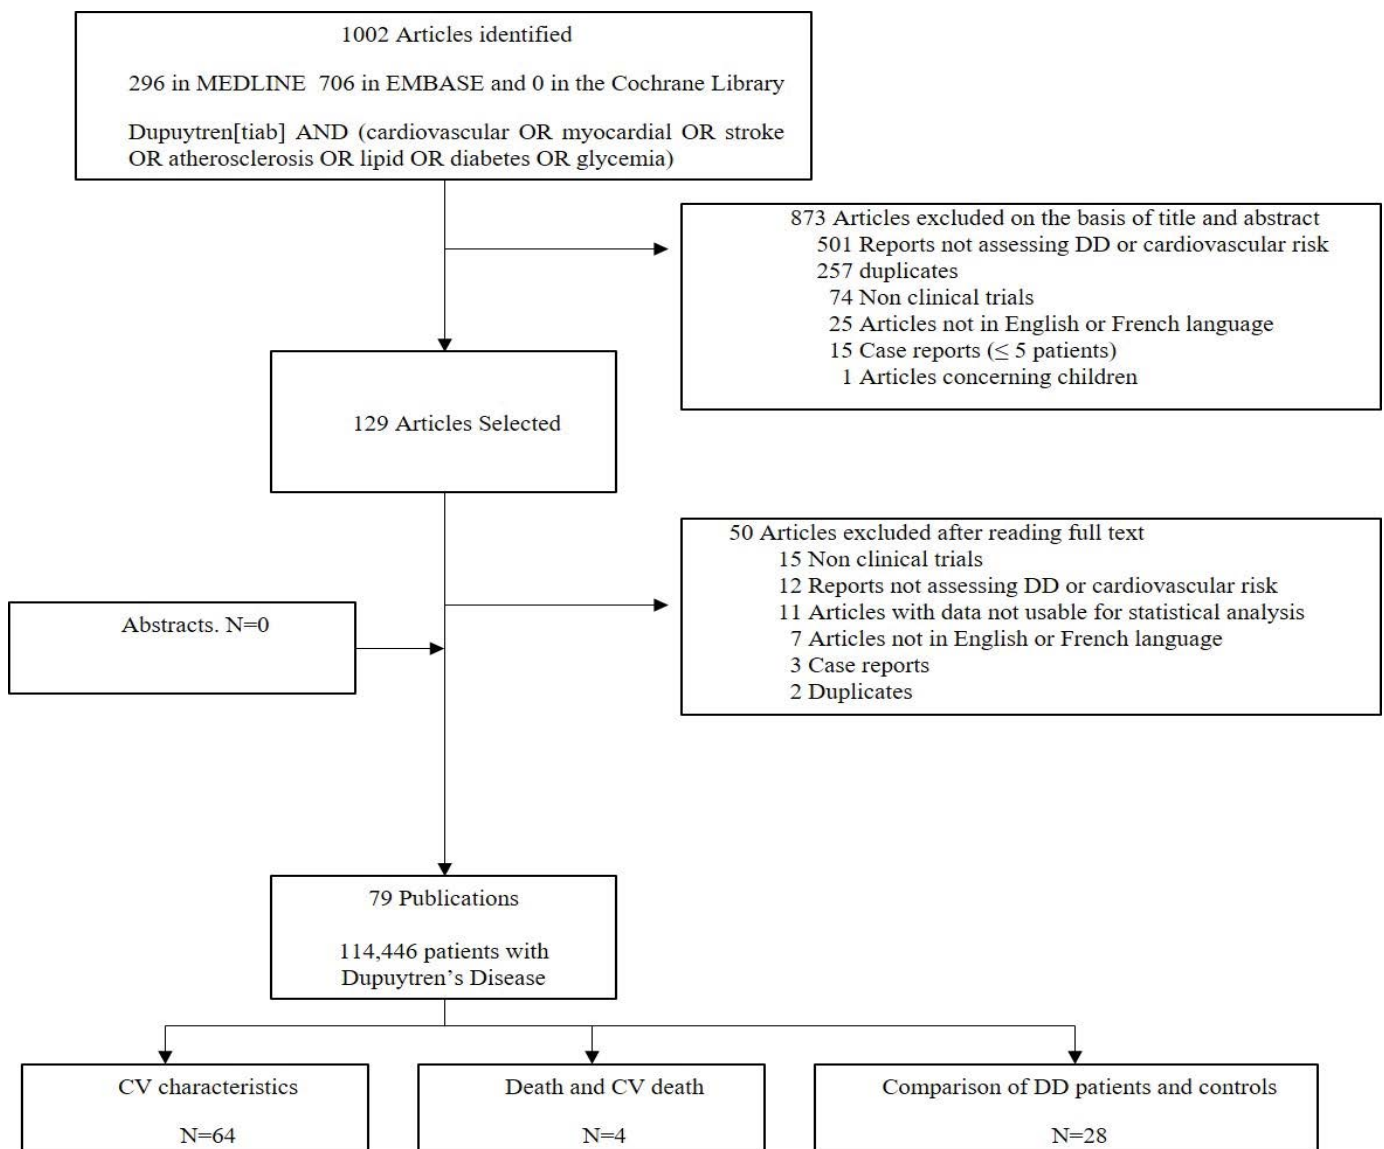 1002 Articles identified
296 in MEDLINE 706 in EMBASE and 0 in the Cochrane Library
Dupuytren[tiab] AND (cardiovascular OR myocardial OR stroke
OR atherosclerosis OR lipid OR diabetes OR glycemia)
873 Articles excluded on the basis of title and abstract
501 Reports not assessing DD or cardiovascular risk
257 duplicates
74 Non clinical trials
25 Articles not in English or French language
15 Case reports (≤ 5 patients)
1 Articles concerning children
129 Articles Selected
50 Articles excluded after reading full text
15 Non clinical trials
12 Reports not assessing DD or cardiovascular risk
11 Articles with data not usable for statistical analysis
7 Articles not in English or French language
3 Case reports
2 Duplicates
Abstracts. N=0
79 Publications
114,446 patients with
Dupuytren’s Disease
CV characteristics
N=64
Death and CV death
N=4
Comparison of DD patients and controls
N=28